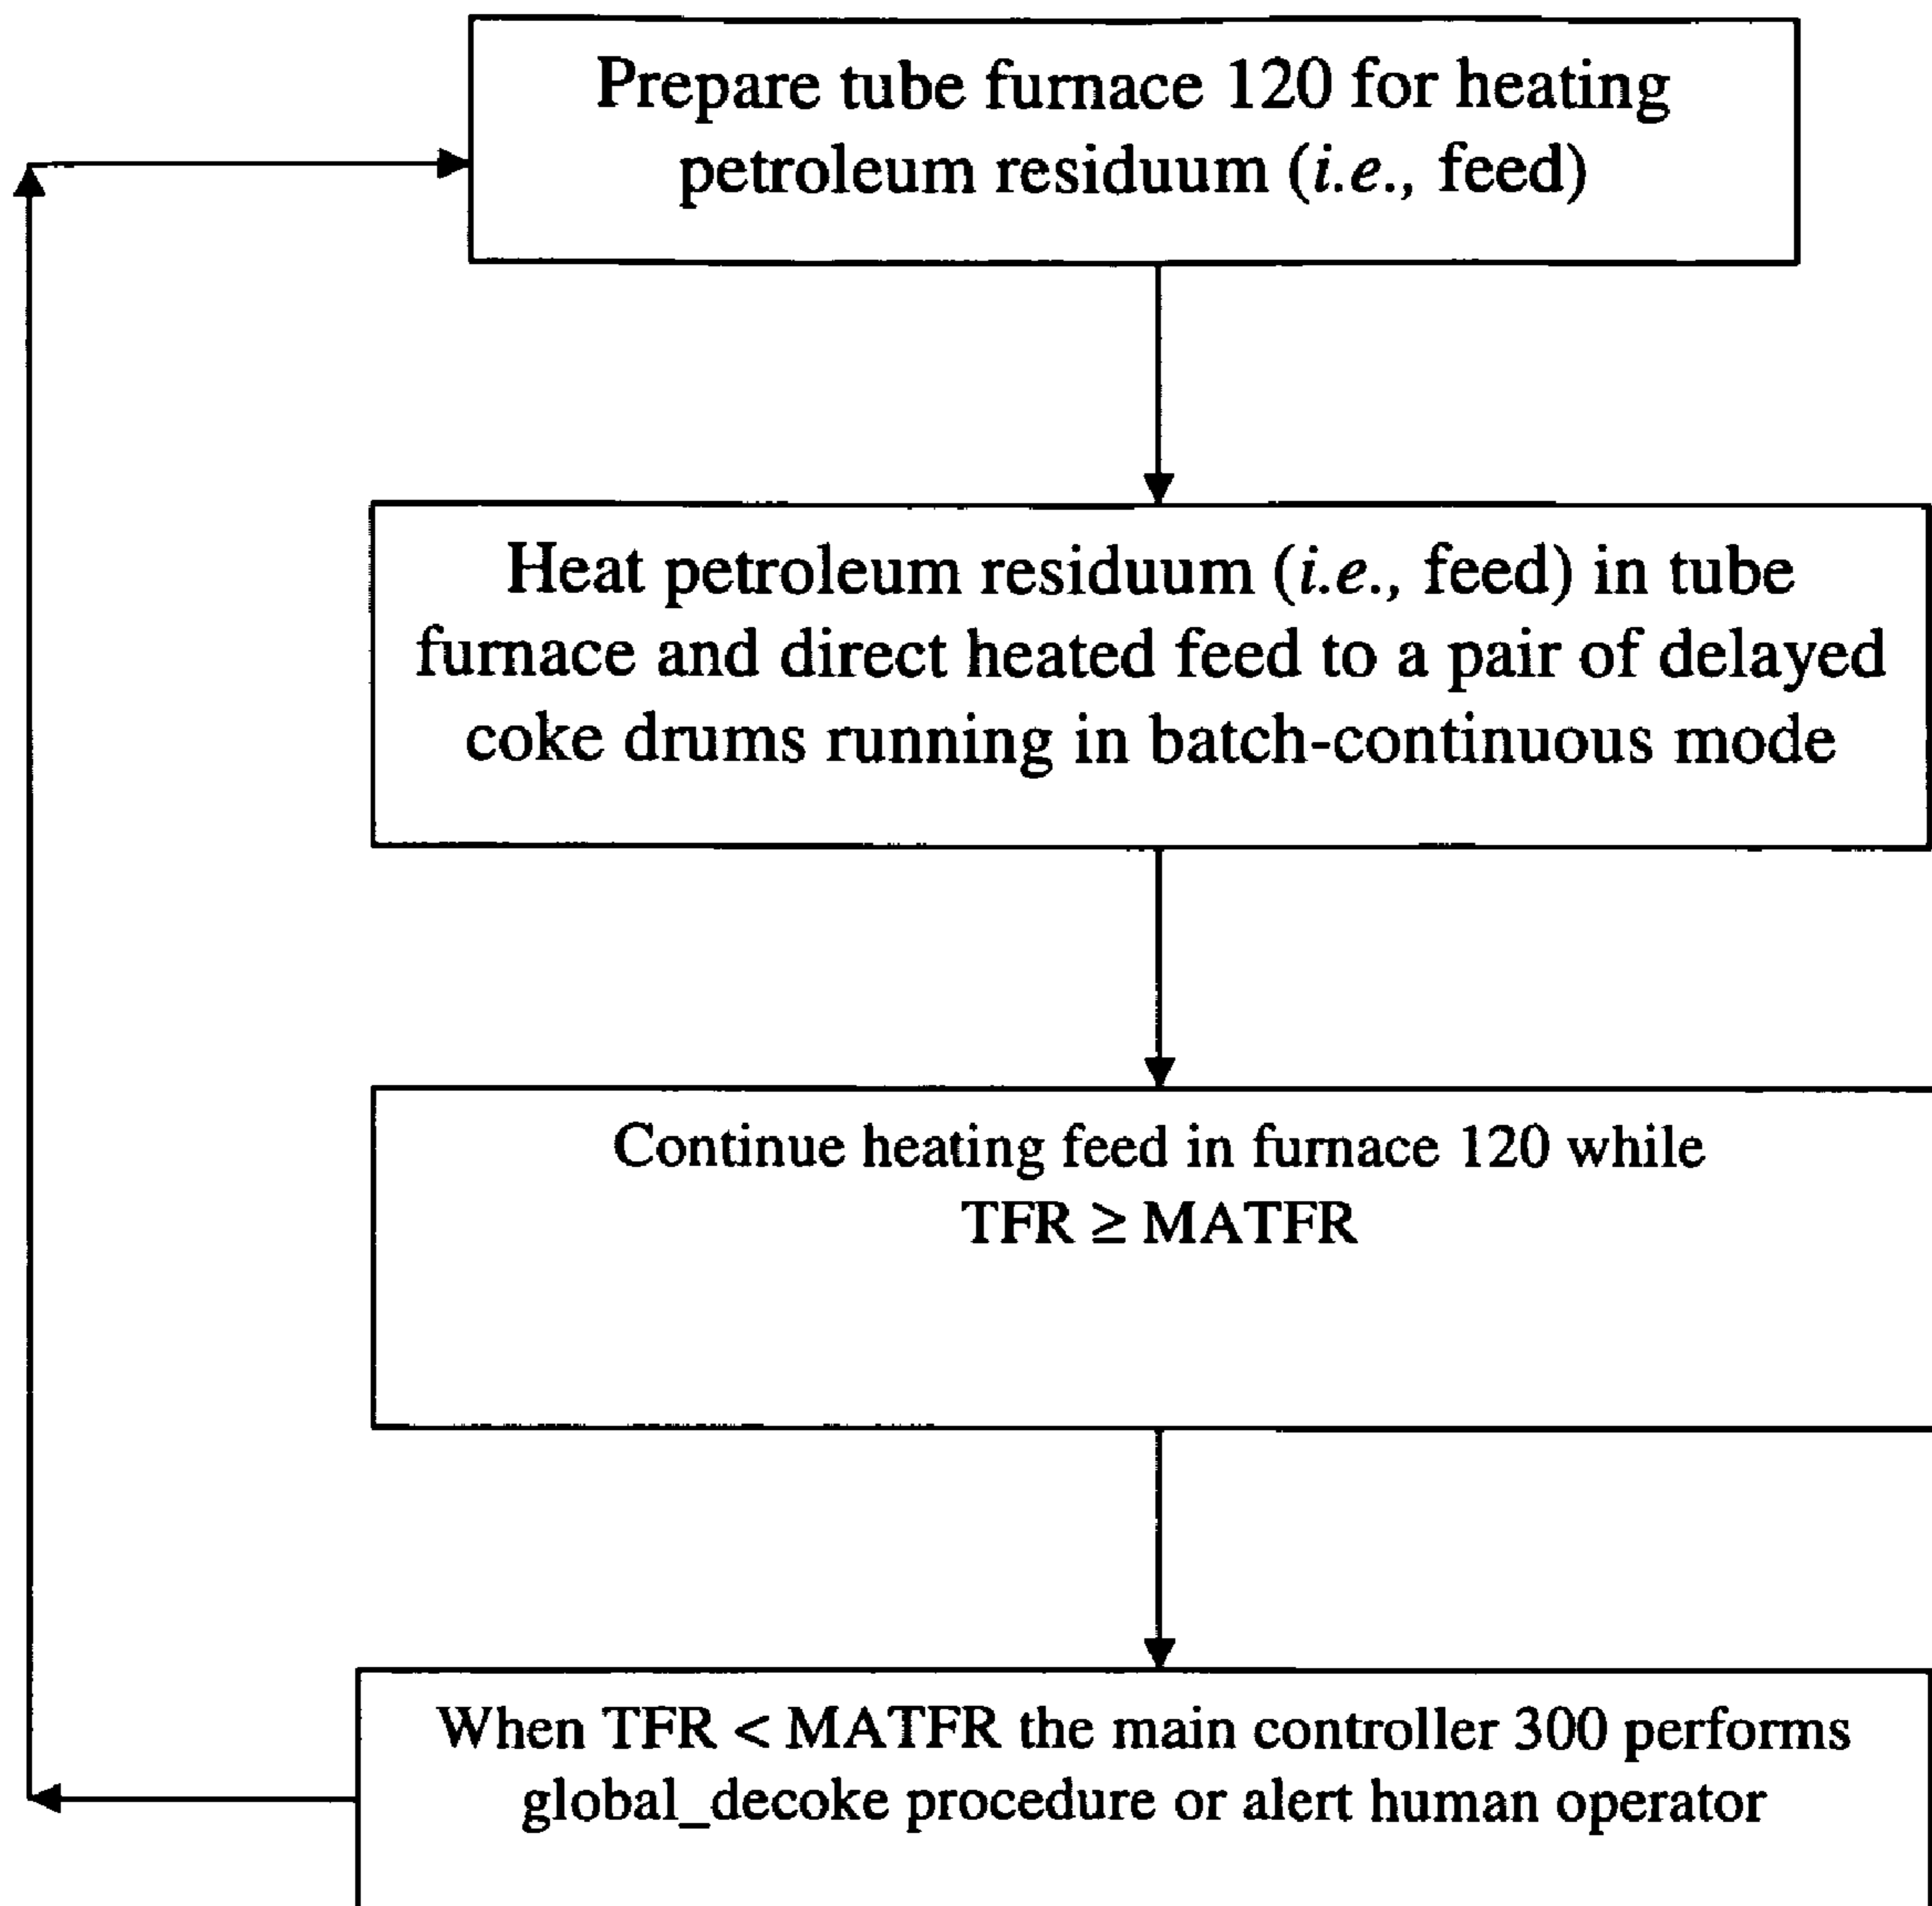 Prepare tube furnace 120 for heating
petroleum residuum (i.e., feed)
Heat petroleum residuum (i.e., feed) in tube
furnace and direct heated feed to a pair of delayed
coke drums running in batch-continuous mode
Continue heating feed in furnace 120 while
TFR ≥ MATFR
When TFR < MATFR the main controller 300 performs
global_decoke procedure or alert human operator